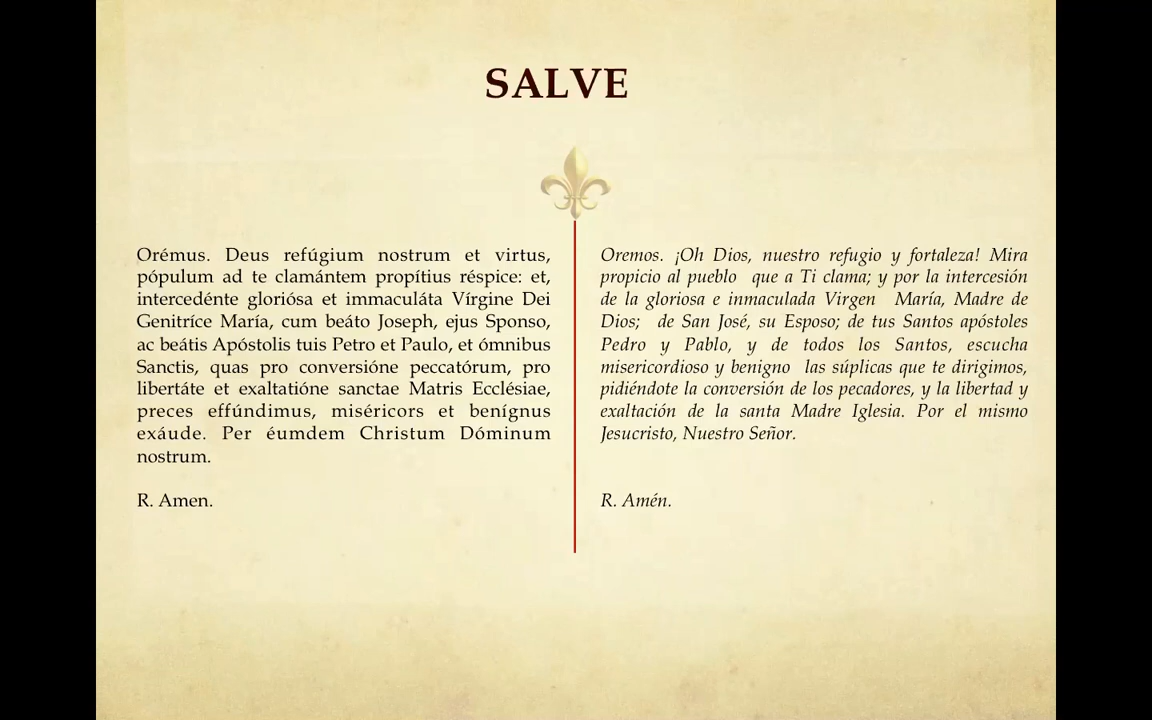 SALVE
Orémus. Deus refúgium nostrum et virtus,
pópulum ad te clamántem propítius réspice: et,
intercedénte gloriósa et immaculáta Vírgine Dei
Genitríce María, cum beáto Joseph, ejus Sponso,
ac beátis Apóstolis tuis Petro et Paulo, et ómnibus
Sanctis, quas pro conversióne peccatórum, pro
libertáte et exaltatióne sanctae Matris Ecclésiae,
preces effúndimus, miséricors et benígnus
exáude. Per éumdem Christum Dóminum
nostrum.
R. Amen.
Oremos. ¡Oh Dios, nuestro refugio y fortaleza! Mira
propicio al pueblo que a Ti clama; y por la intercesión
de la gloriosa e inmaculada Virgen María, Madre de
Dios; de San José, su Esposo; de tus Santos apóstoles
Pedro y Pablo, y de todos los Santos, escucha
misericordioso y benigno las súplicas que te dirigimos,
pidiéndote la conversión de los pecadores, y la libertad y
exaltación de la santa Madre Iglesia. Por el mismo
Jesucristo, Nuestro Señor.
R. Amén.